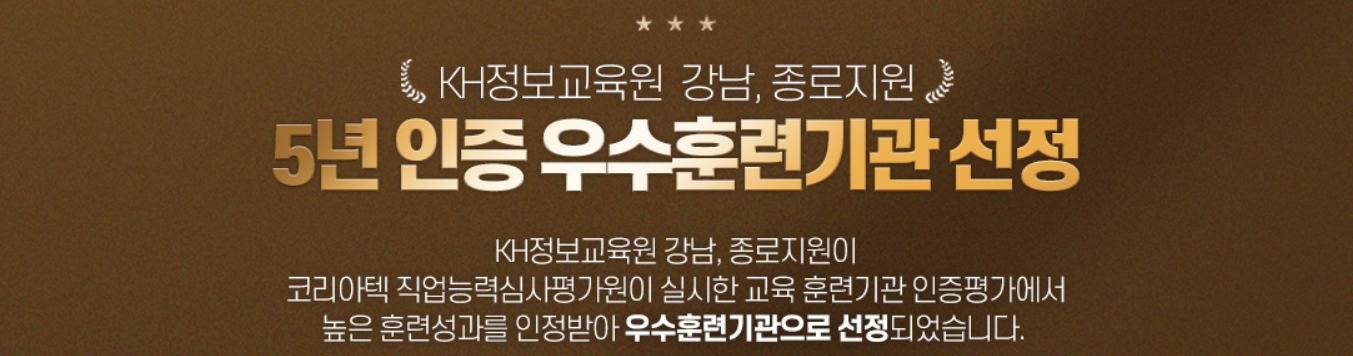 KH정보교육원 강남, 종로지원
5년 인증 우수훈련기관 선정
KH정보교육원 강남, 종로지원이
코리아텍 직업능력심사평가원이 실시한 교육 훈련기관 인증평가에서
높은 훈련성과를 인정받아 우수훈련기관으로 선정되었습니다.